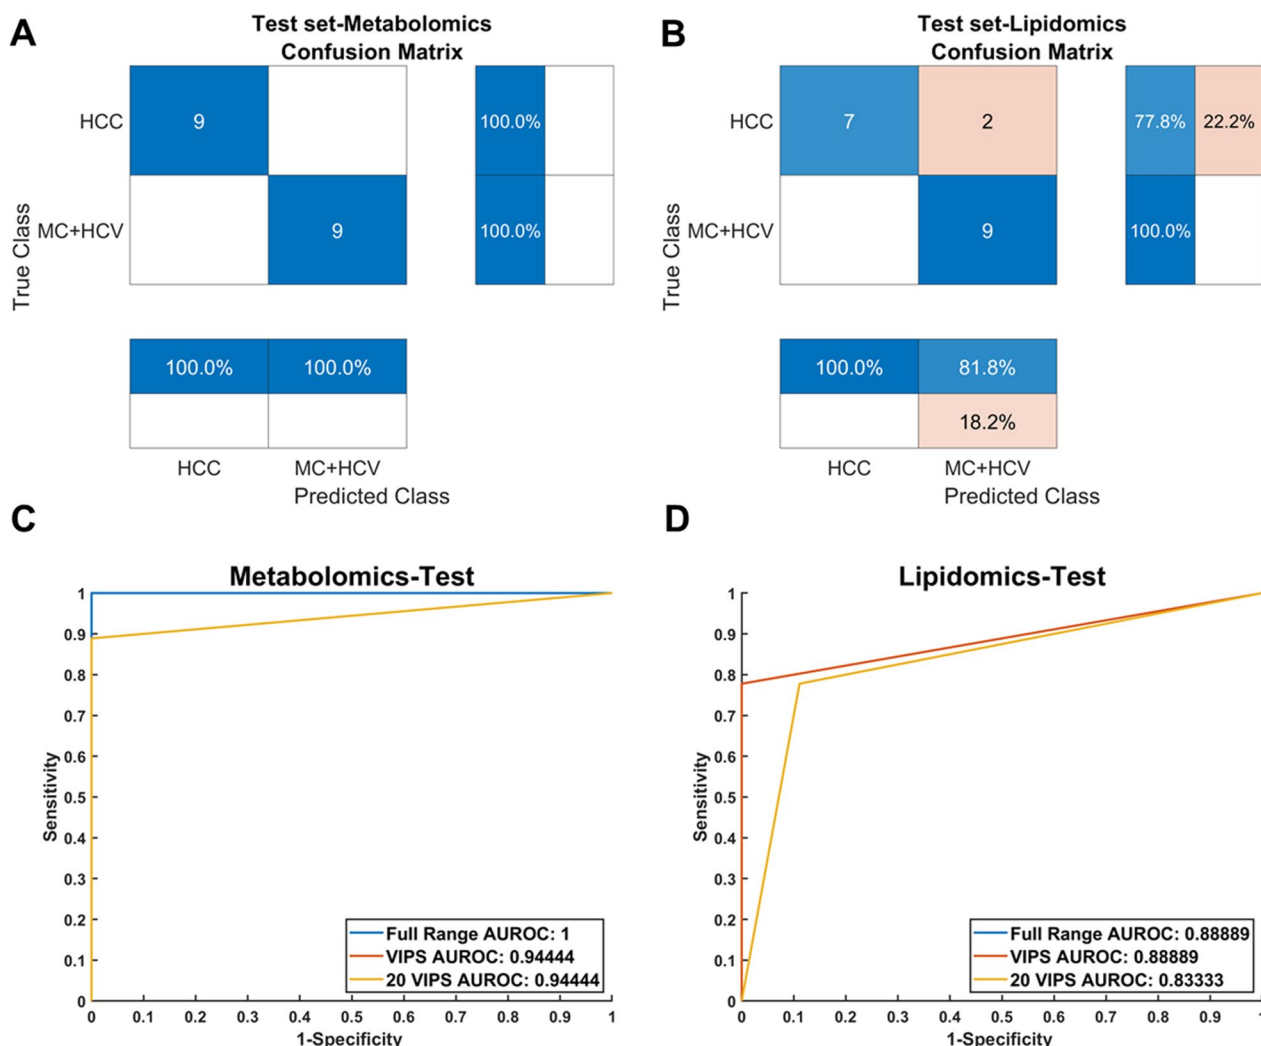 A
Test set-Metabolomics
Confusion Matrix
HCC
9
100.0%
MC+HCV
9
100.0%
True Class
100.0%
100.0%
HCC
MC+HCV
Predicted Class
B
Test set-Lipidomics
Confusion Matrix
HCC
7
2
77.8%
22.2%
MC+HCV
9
100.0%
True Class
100.0%
81.8%
18.2%
HCC
MC+HCV
Predicted Class
C
Metabolomics-Test
1
0.9
0.8
0.7
0.6
0.5
0.4
0.3
0.2
0.1
0
Sensitivity
Full Range AUROC: 1
VIPS AUROC: 0.94444
20 VIPS AUROC: 0.94444
0 0.1 0.2 0.3 0.4 0.5 0.6 0.7 0.8 0.9 1
1-Specificity
D
Lipidomics-Test
1
0.9
0.8
0.7
0.6
0.5
0.4
0.3
0.2
0.1
0
Sensitivity
Full Range AUROC: 0.88889
VIPS AUROC: 0.88889
20 VIPS AUROC: 0.83333
0 0.1 0.2 0.3 0.4 0.5 0.6 0.7 0.8 0.9 1
1-Specificity